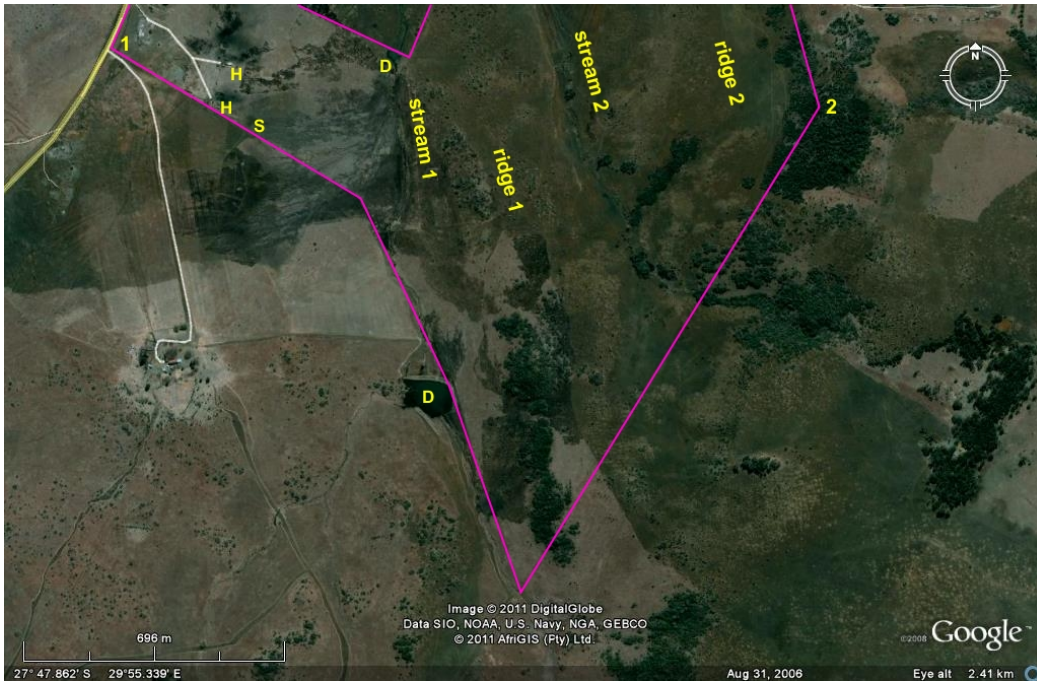 1
D
H
H
S
stream 1
ridge 1
stream 2
ridge 2
2
N
D
Image © 2011 DigitalGlobe
Data SIO, NOAA, U.S. Navy, NGA, GEBCO
© 2011 AfriGIS (Pty) Ltd.
©2008 Google™
696 m
27° 47.862' S 29°55.339' E
Aug 31, 2006
Eye alt 2.41 km